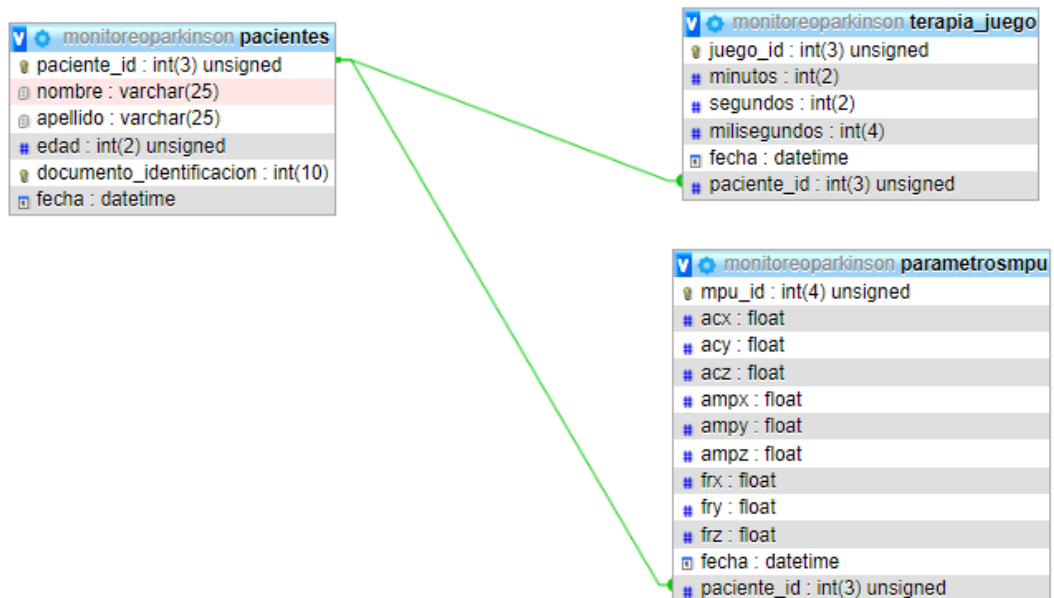 monitoreoparkinson pacientes
paciente_id : int(3) unsigned
nombre : varchar(25)
apellido : varchar(25)
edad : int(2) unsigned
documento_identificacion : int(10)
fecha : datetime
monitoreoparkinson terapia_juego
juego_id : int(3) unsigned
minutos : int(2)
segundos : int(2)
milisegundos : int(4)
fecha : datetime
paciente_id : int(3) unsigned
monitoreoparkinson parametrosmpu
mpu_id : int(4) unsigned
acx : float
acy : float
acz : float
ampx : float
ampy : float
ampz : float
frx : float
fry : float
frz : float
fecha : datetime
paciente_id : int(3) unsigned